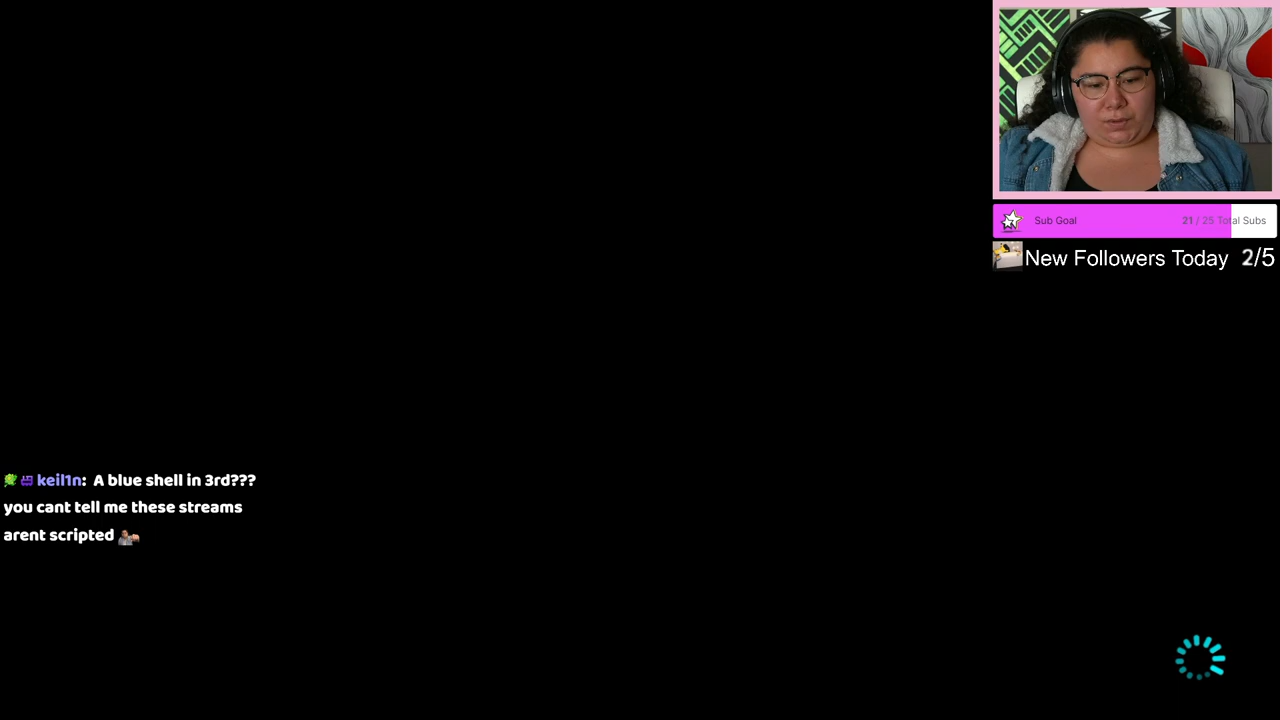 Sub Goal 21 / 25 Total Subs
New Followers Today 2/5
keil1n: A blue shell in 3rd???
you cant tell me these streams
arent scripted